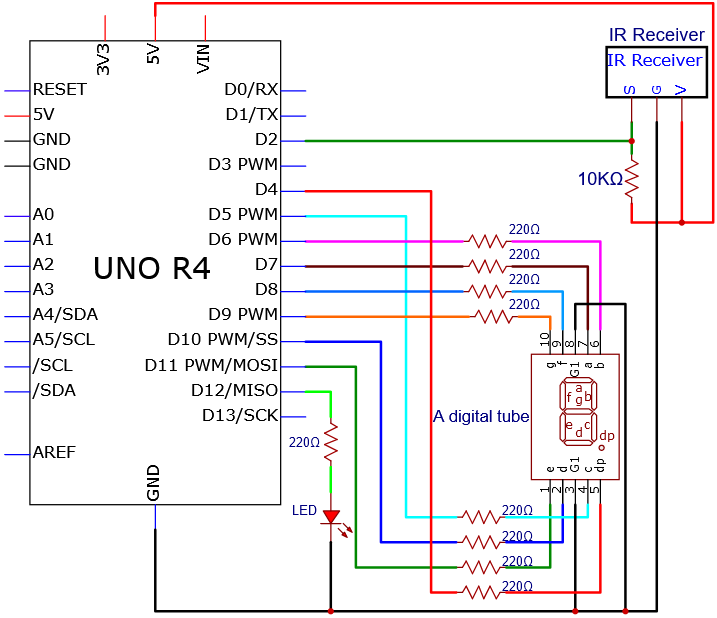 3V3
5V
VIN
IR Receiver
IR Receiver
S
G
V
RESET
5V
GND
GND
A0
A1
A2
A3
A4/SDA
A5/SCL
/SCL
/SDA
AREF
UNO R4
D0/RX
D1/TX
D2
D3 PWM
D4
D5 PWM
D6 PWM
D7
D8
D9 PWM
D10 PWM/SS
D11 PWM/MOSI
D12/MISO
D13/SCK
GND
10KΩ
220Ω
220Ω
220Ω
220Ω
10
9
8
7
6
g
f
G1
a
b
A digital tube
a
f
g
b
e
d
c
dp
e
d
G1
c
dp
1
2
3
4
5
220Ω
LED
220Ω
220Ω
220Ω
220Ω